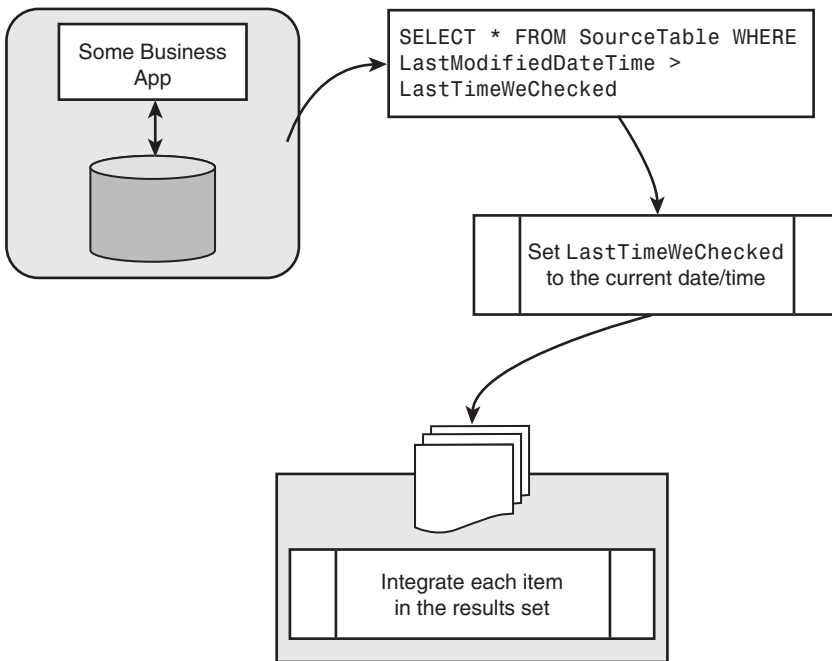 Some Business
App
SELECT * FROM SourceTable WHERE
LastModifiedDateTime >
LastTimeWeChecked
Set LastTimeWeChecked
to the current date/time
Integrate each item
in the results set